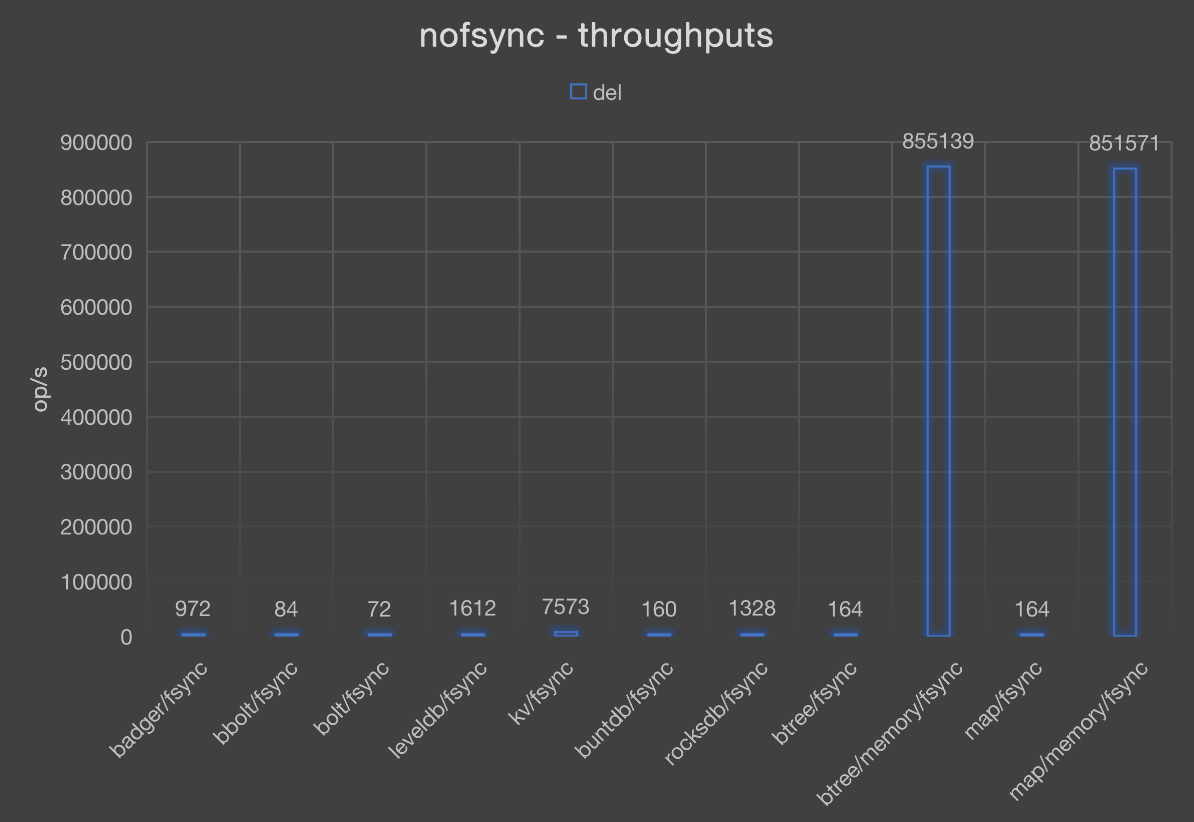 nofsync - throughputs
del
op/s
900000
800000
700000
600000
500000
400000
300000
200000
100000
0
972
84
72
1612
7573
160
1328
164
855139
164
851571
badger/fsync
bbolt/fsync
bolt/fsync
leveldb/fsync
kv/fsync
buntdb/fsync
rocksdb/fsync
btree/fsync
btree/memory/fsync
map/fsync
map/memory/fsync